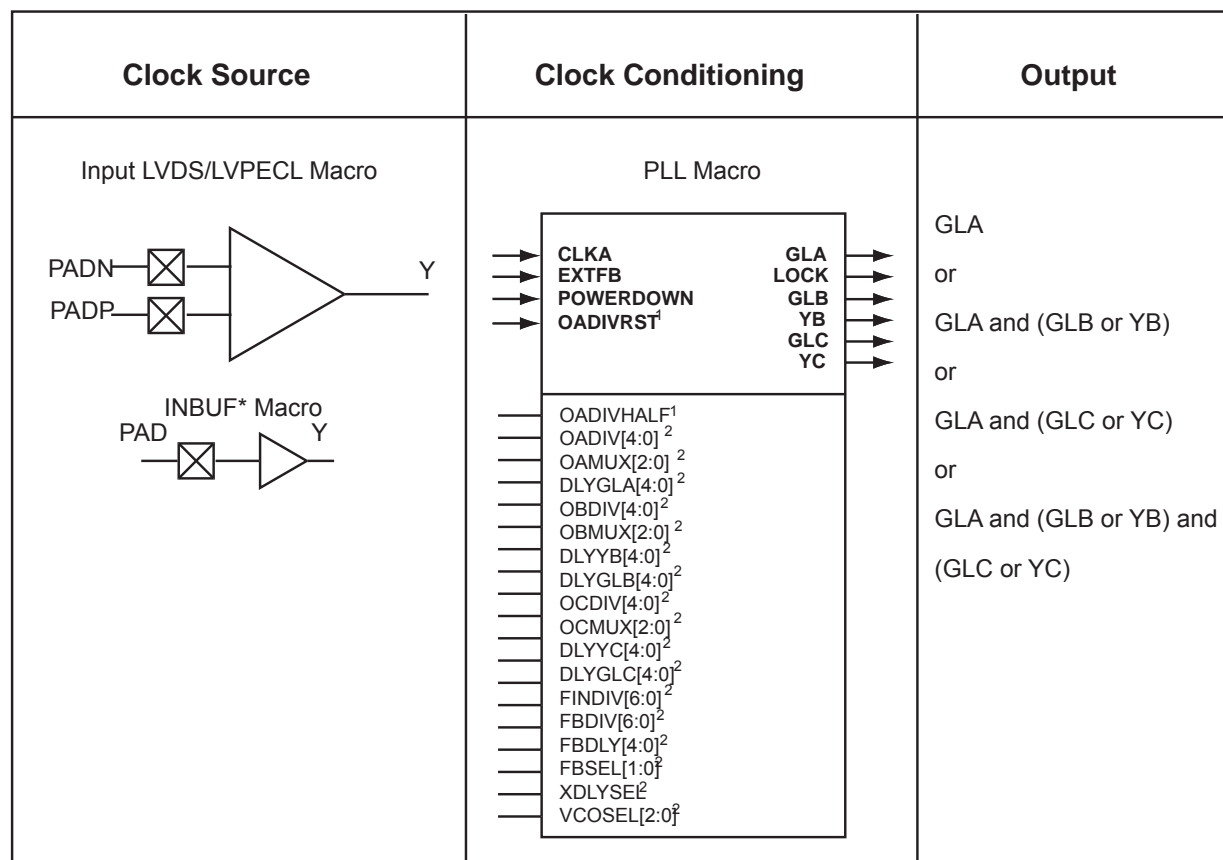 Clock Source
Clock Conditioning
Output
Input LVDS/LVPECL Macro
PADN
PADP
Y
INBUF* Macro
PAD
Y
PLL Macro
CLKA
EXTFB
POWERDOWN
OADIVRST1
GLA
LOCK
GLB
YB
GLC
YC
OADIVHALF1
OADIV[4:0] 2
OAMUX[2:0] 2
DLYGLA[4:0] 2
OBDIV[4:0]2
OBMUX[2:0] 2
DLYYB[4:0]2
DLYGLB[4:0]2
OCDIV[4:0]2
OCMUX[2:0] 2
DLYYC[4:0]2
DLYGLC[4:0]2
FINDIV[6:0] 2
FBDIV[6:0]2
FBDLY[4:0]2
FBSEL[1:0]2
XDLYSEL2
VCOSEL[2:0]2
GLA
or
GLA and (GLB or YB)
or
GLA and (GLC or YC)
or
GLA and (GLB or YB) and
(GLC or YC)